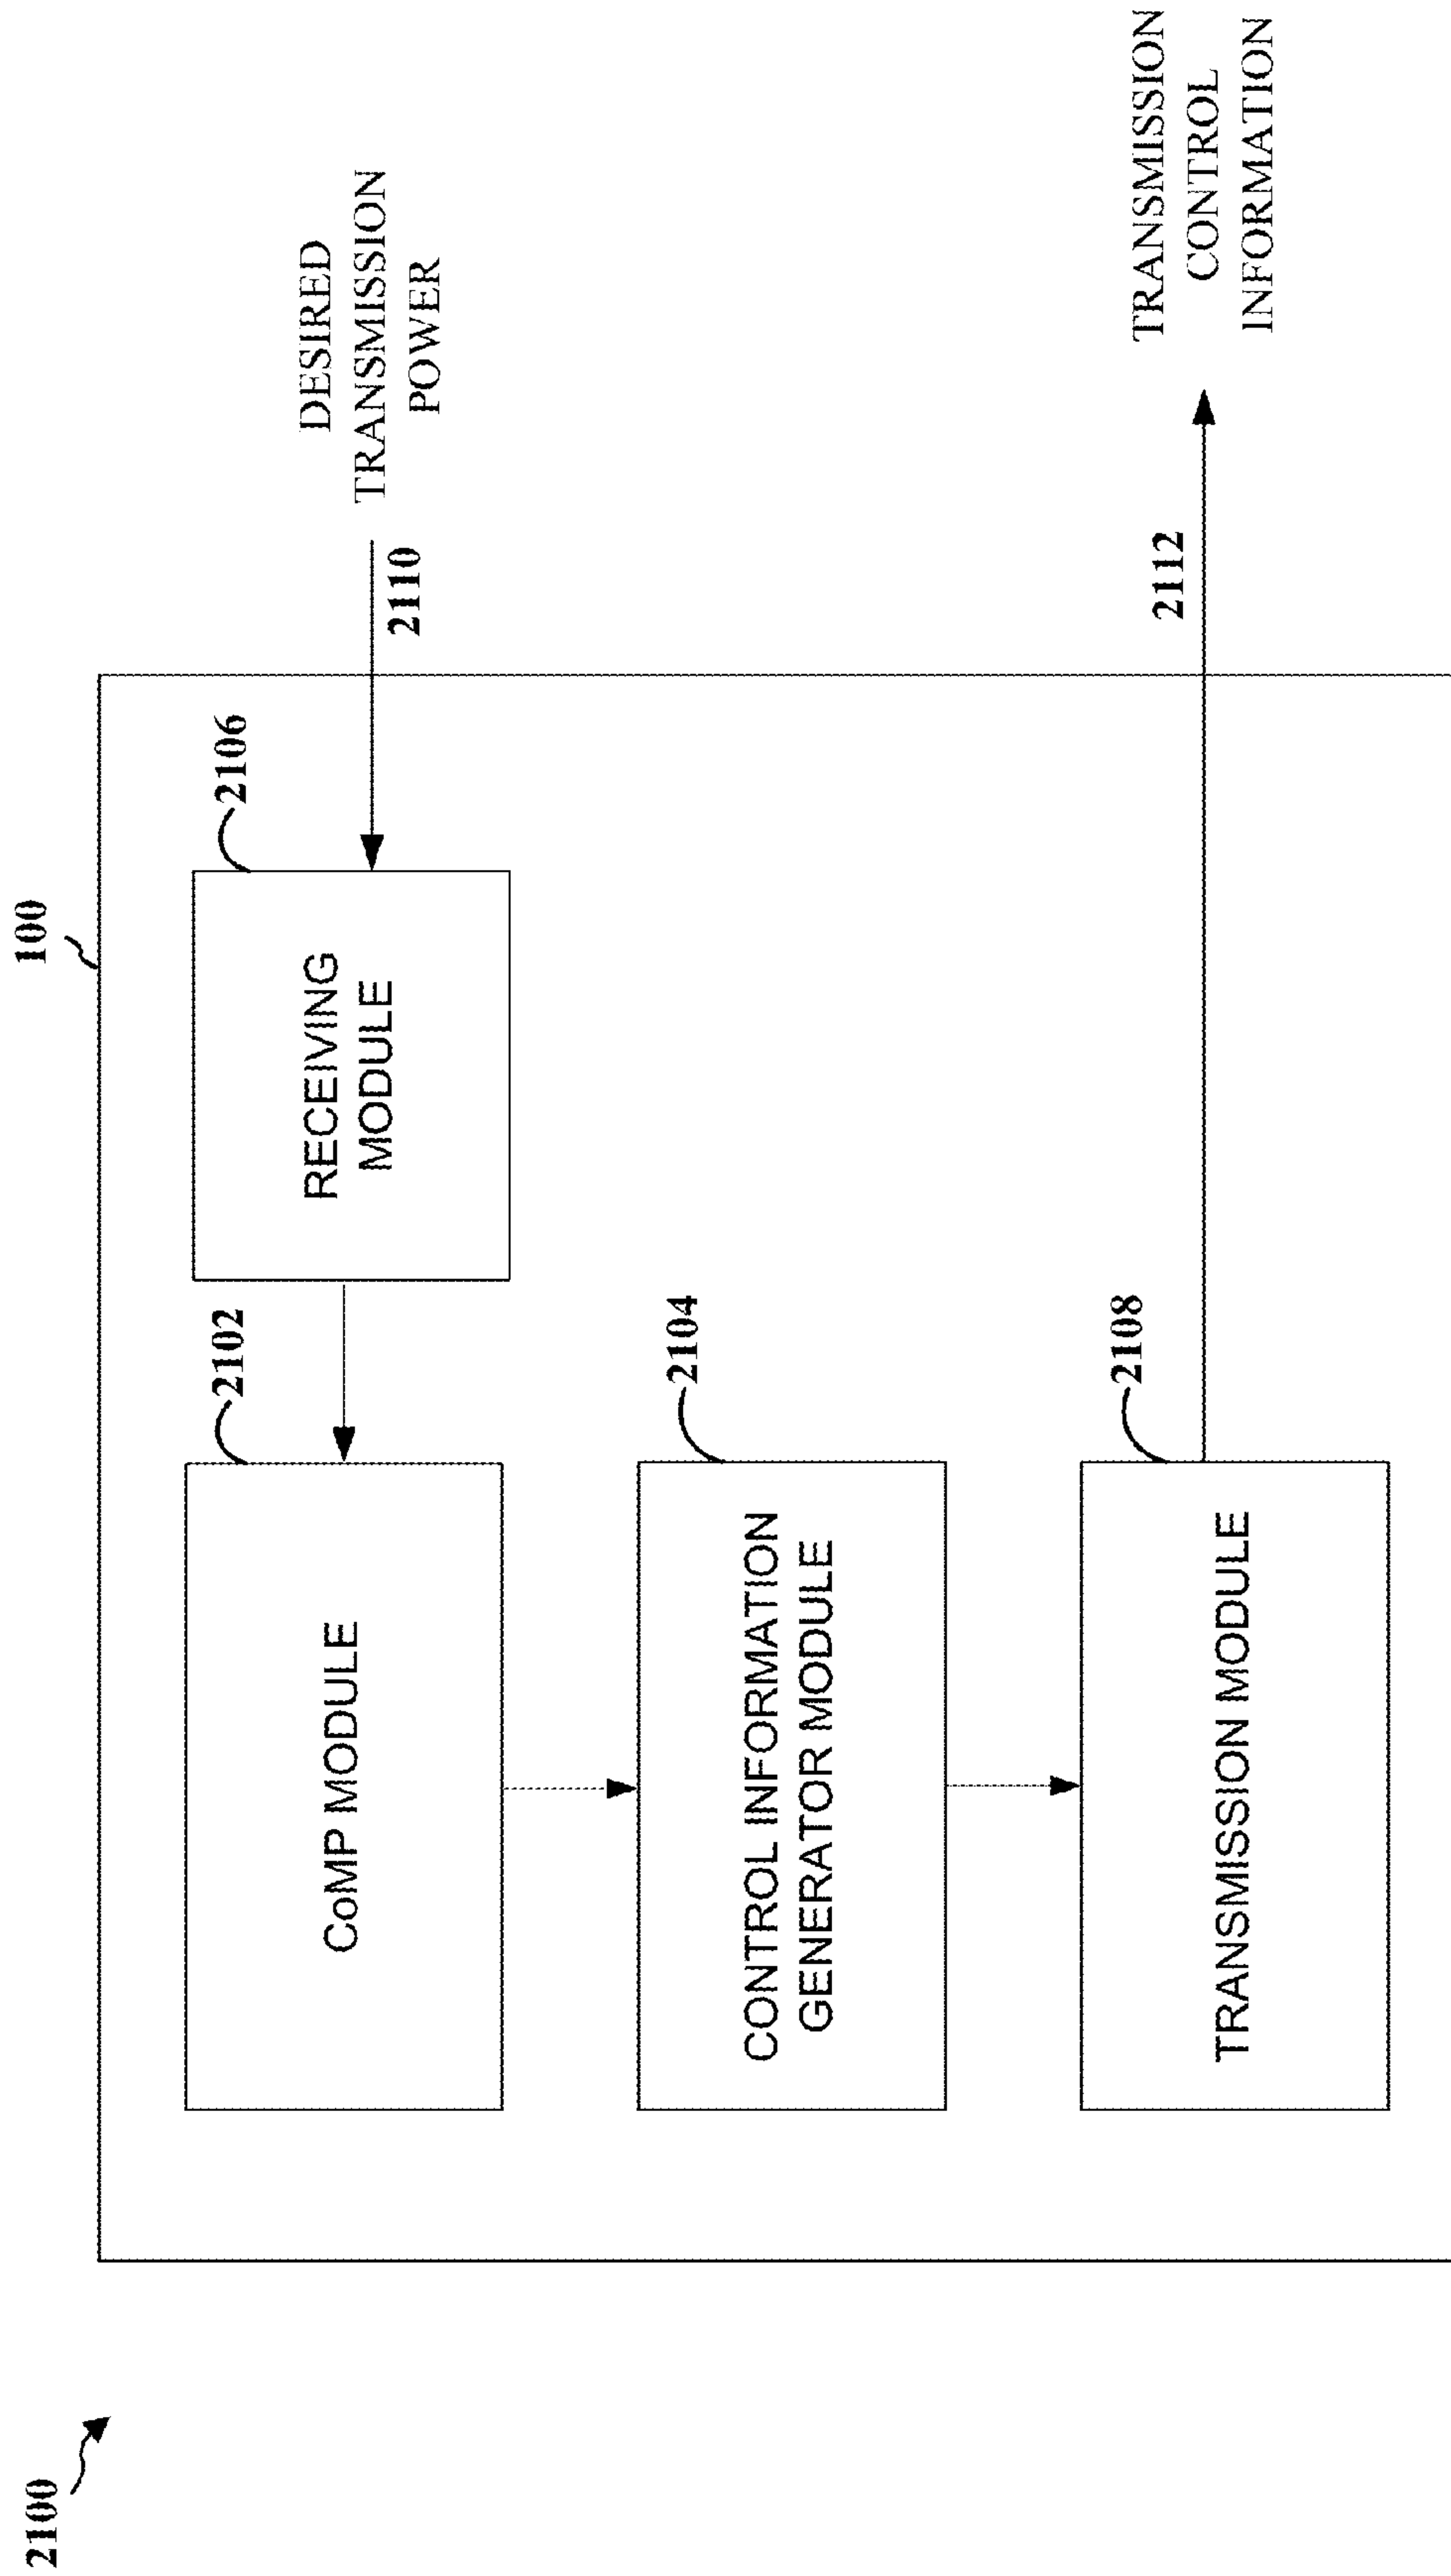 2100
100
2102
CoMP MODULE
2106
RECEIVING
MODULE
2110
DESIRED
TRANSMISSION
POWER
2104
CONTROL INFORMATION
GENERATOR MODULE
2108
TRANSMISSION MODULE
2112
TRANSMISSION
CONTROL
INFORMATION